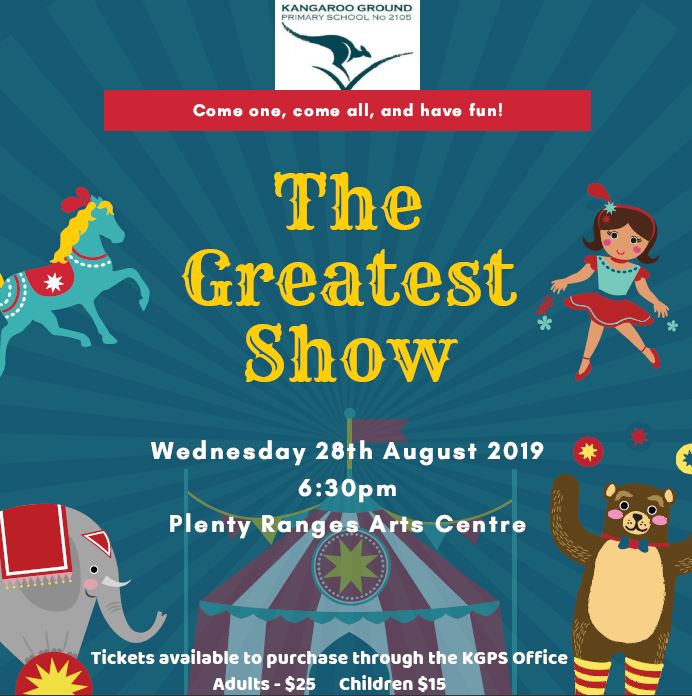 KANGAROO GROUND
PRIMARY SCHOOL No 2105
Come one, come all, and have fun!
The
Greatest
Show
Wednesday 28th August 2019
6:30pm
Plenty Ranges Arts Centre
Tickets available to purchase through the KGPS Office
Adults - $25 Children $15